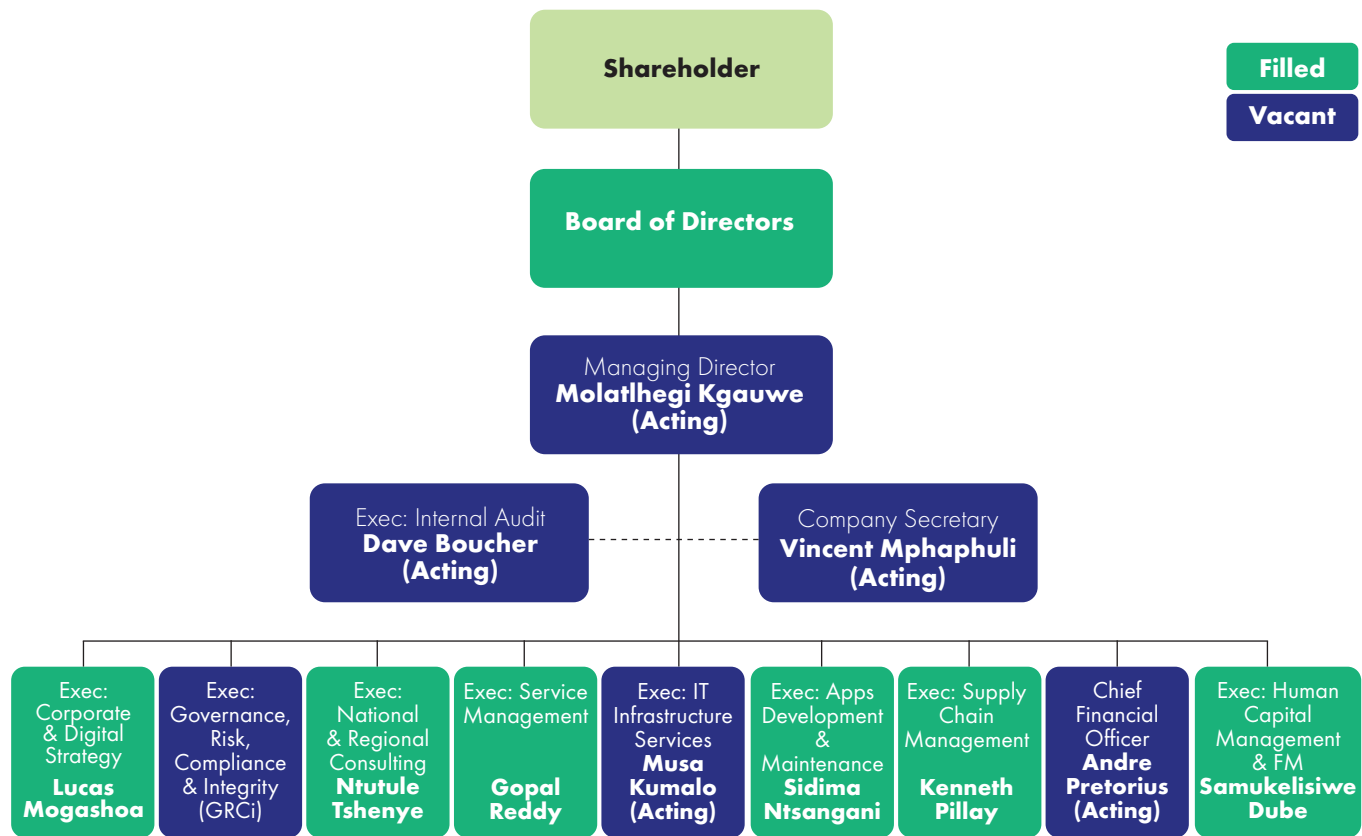 Shareholder
Filled
Vacant
Board of Directors
Managing Director
Molatlhegi Kgauwe
(Acting)
Exec: Internal Audit
Dave Boucher
(Acting)
Company Secretary
Vincent Mphaphuli
(Acting)
Exec:
Corporate
& Digital
Strategy
Lucas
Mogashoa
Exec:
Governance,
Risk,
Compliance
& Integrity
(GRCi)
Exec:
National
& Regional
Consulting
Ntutule
Tshenye
Exec: Service
Management
Gopal
Reddy
Exec: IT
Infrastructure
Services
Musa
Kumalo
(Acting)
Exec: Apps
Development
&
Maintenance
Sidima
Ntsangani
Exec: Supply
Chain
Management
Kenneth
Pillay
Chief
Financial
Officer
Andre
Pretorius
(Acting)
Exec: Human
Capital
Management
& FM
Samukelisiwe
Dube